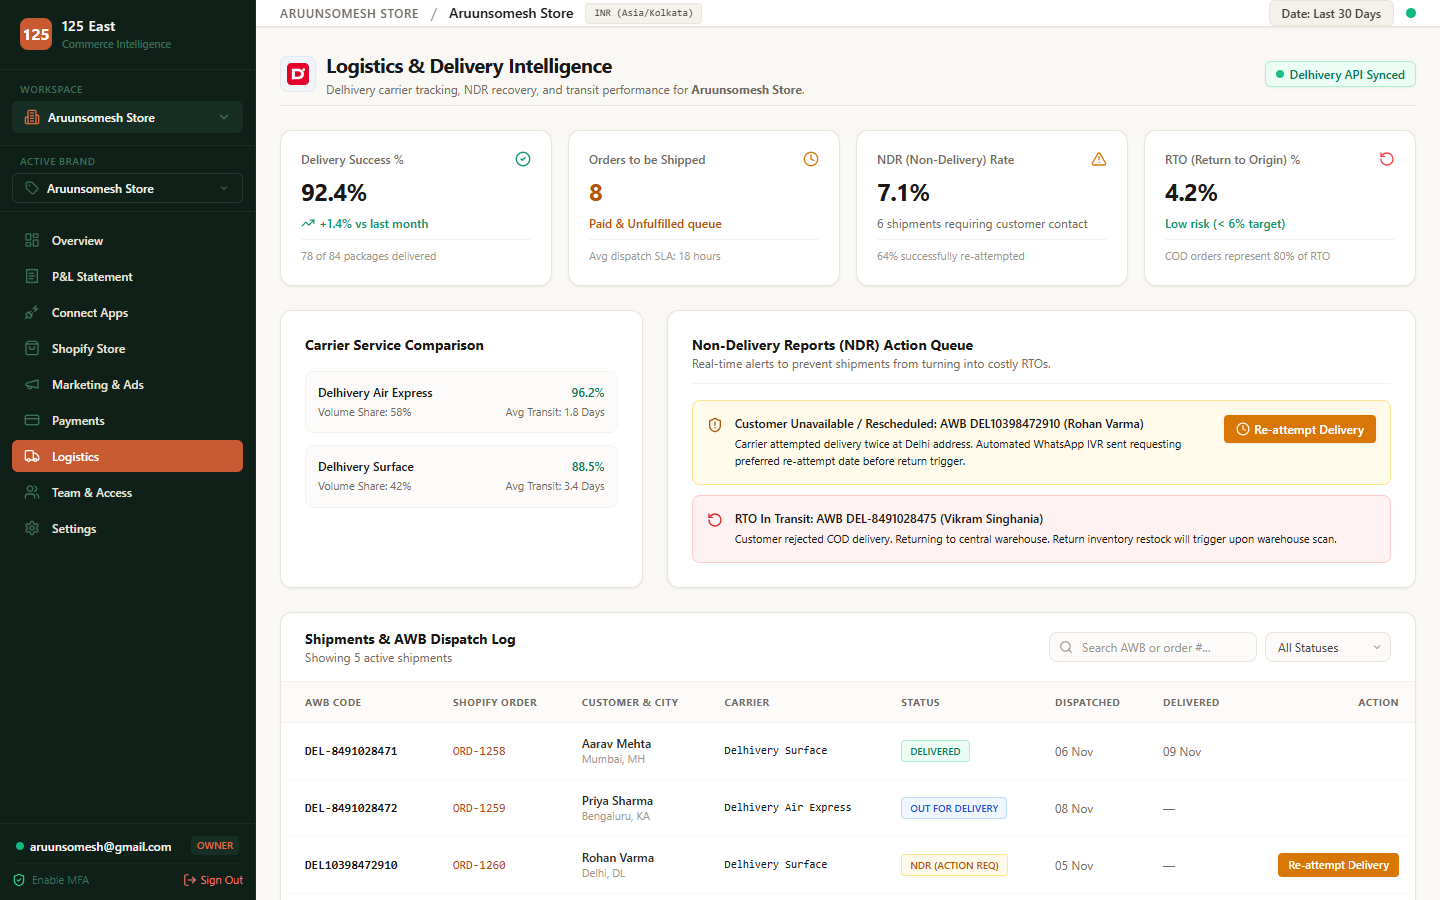 125
125 East
Commerce Intelligence
WORKSPACE
Aruunsomesh Store
ACTIVE BRAND
Aruunsomesh Store
Overview
P&L Statement
Connect Apps
Shopify Store
Marketing & Ads
Payments
Logistics
Team & Access
Settings
aruunsomesh@gmail.com OWNER
Enable MFA Sign Out
ARUUNSOMESH STORE / Aruunsomesh Store INR (Asia/Kolkata) Date: Last 30 Days
Logistics & Delivery Intelligence
Delhivery carrier tracking, NDR recovery, and transit performance for Aruunsomesh Store.
Delhivery API Synced
Delivery Success %
92.4%
+1.4% vs last month
78 of 84 packages delivered
Orders to be Shipped
8
Paid & Unfulfilled queue
Avg dispatch SLA: 18 hours
NDR (Non-Delivery) Rate
7.1%
6 shipments requiring customer contact
64% successfully re-attempted
RTO (Return to Origin) %
4.2%
Low risk (< 6% target)
COD orders represent 80% of RTO
Carrier Service Comparison
Delhivery Air Express 96.2%
Volume Share: 58% Avg Transit: 1.8 Days
Delhivery Surface 88.5%
Volume Share: 42% Avg Transit: 3.4 Days
Non-Delivery Reports (NDR) Action Queue
Real-time alerts to prevent shipments from turning into costly RTOs.
Customer Unavailable / Rescheduled: AWB DEL10398472910 (Rohan Varma)
Carrier attempted delivery twice at Delhi address. Automated WhatsApp IVR sent requesting
preferred re-attempt date before return trigger.
Re-attempt Delivery
RTO In Transit: AWB DEL-8491028475 (Vikram Singhania)
Customer rejected COD delivery. Returning to central warehouse. Return inventory restock will trigger upon warehouse scan.
Shipments & AWB Dispatch Log
Showing 5 active shipments
Search AWB or order #... All Statuses
AWB CODE SHOPIFY ORDER CUSTOMER & CITY CARRIER STATUS DISPATCHED DELIVERED ACTION
DEL-8491028471 ORD-1258 Aarav Mehta Delhivery Surface DELIVERED 06 Nov 09 Nov
Mumbai, MH
DEL-8491028472 ORD-1259 Priya Sharma Delhivery Air Express OUT FOR DELIVERY 08 Nov —
Bengaluru, KA
DEL10398472910 ORD-1260 Rohan Varma Delhivery Surface NDR (ACTION REQ) 05 Nov — Re-attempt Delivery
Delhi, DL